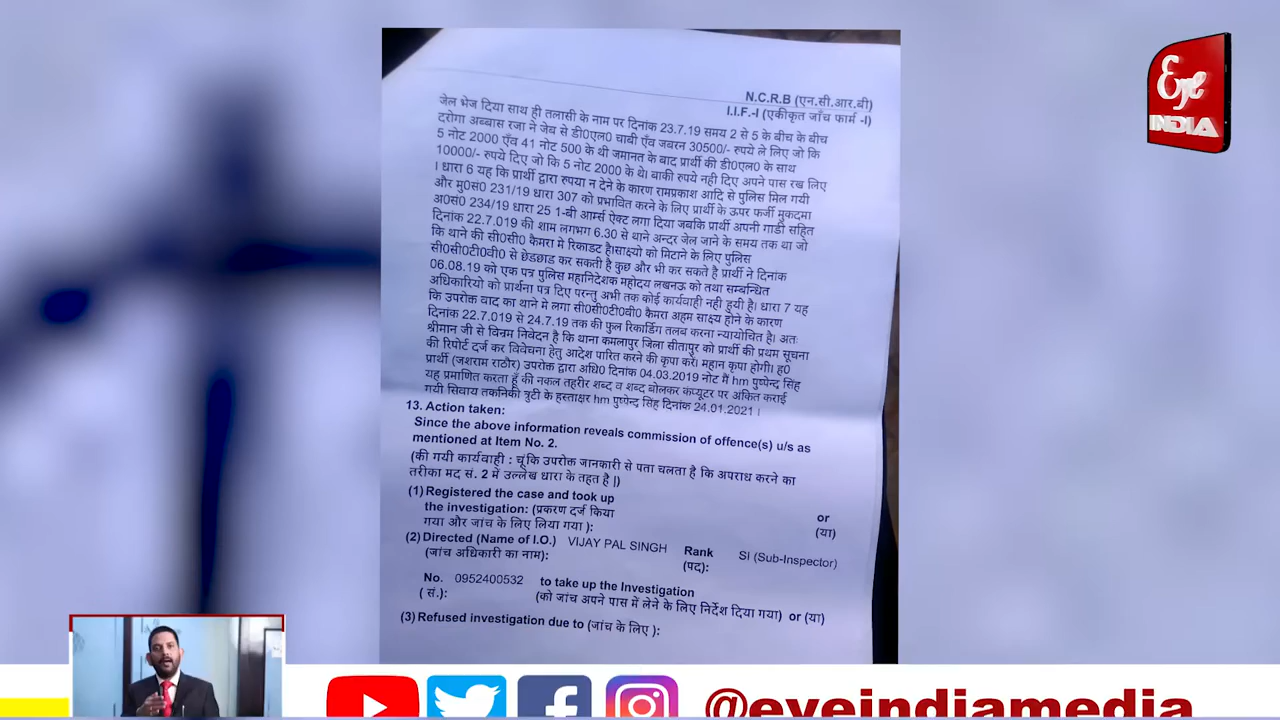 N.C.R.B (एन.सी.आर.बी)
I.I.F.-I (एकीकृत जाँच फार्म -I)
जेल भेज दिया साथ ही तलासी के नाम पर दिनांक 23.7.19 समय 2 से 5 के बीच के बीच
दरोगा अब्बास रजा ने जेब से डी0एल0 चाबी एँव जबरन 30500/- रुपये ले लिए जो कि
5 नोट 2000 एँव 41 नोट 500 के थी जमानत के बाद प्रार्थी की डी0एल0 के साथ
10000/- रुपये दिए जो कि 5 नोट 2000 के थे। बाकी रुपये नही दिए अपने पास रख लिए
। धारा 6 यह कि प्रार्थी द्वारा रुपया न देने के कारण रामप्रकाश आदि से पुलिस मिल गयी
और मु0सं0 231/19 धारा 307 को प्रभावित करने के लिए प्रार्थी के ऊपर फर्जी मुकदमा
अ0सं0 234/19 धारा 25 1-बी आर्म्स ऐक्ट लगा दिया जबकि प्रार्थी अपनी गाडी सहित
दिनांक 22.7.019 की शाम लगभग 6.30 से थाने अन्दर जेल जाने के समय तक था जो
कि थाने की सी0सी0 कैमरा मे रिकाडट है।साक्ष्यो को मिटाने के लिए पुलिस
सी0सी0टी0वी0 से छेडछाड कर सकती है कुछ और भी कर सकते है प्रार्थी ने दिनांक
06.08.19 को एक पत्र पुलिस महानिदेशक महोदय लखनऊ को तथा सम्बन्धित
अधिकारियो को प्रार्थना पत्र दिए परन्तु अभी तक कोई कार्यवाही नही हुयी है। धारा 7 यह
कि उपरोक्त वाद का थाने मे लगा सी0सी0टी0वी0 कैमरा अहम साक्ष्य होने के कारण
दिनांक 22.7.019 से 24.7.19 तक की फुल रिकार्डिंग तलब करना न्यायोचित है। अतः
श्रीमान जी से विन्रम निवेदन है कि थाना कमलापुर जिला सीतापुर को प्रार्थी की प्रथम सूचना
की रिपोर्ट दर्ज कर विवेचना हेतु आदेश पारित करने की कृपा करे। महान कृपा होगी। ह0
प्रार्थी (जशराम राठौर) उपरोक्त द्वारा अधि0 दिनांक 04.03.2019 नोट मैं hm पुष्पेन्द सिंह
यह प्रमाणित करता हूँ की नकल तहरीर शब्द व शब्द बोलकर कंप्यूटर पर अंकित कराई
गयी सिवाय तकनिकी त्रुटी के हस्ताक्षर hm पुष्पेन्द सिंह दिनांक 24.01.2021 ।
13. Action taken:
Since the above information reveals commission of offence(s) u/s as
mentioned at Item No. 2.
(की गयी कार्यवाही : चूंकि उपरोक्त जानकारी से पता चलता है कि अपराध करने का
तरीका मद सं. 2 में उल्लेख धारा के तहत है |)
(1) Registered the case and took up
the investigation: (प्रकरण दर्ज किया
गया और जांच के लिए लिया गया ):
or
(या)
(2) Directed (Name of I.O.) VIJAY PAL SINGH Rank SI (Sub-Inspector)
(जांच अधिकारी का नाम): (पद):
No. 0952400532 to take up the Investigation
( सं.): (को जांच अपने पास में लेने के लिए निर्देश दिया गया) or (या)
(3) Refused investigation due to (जांच के लिए ):
Eye
INDIA
@eyeindiamedia